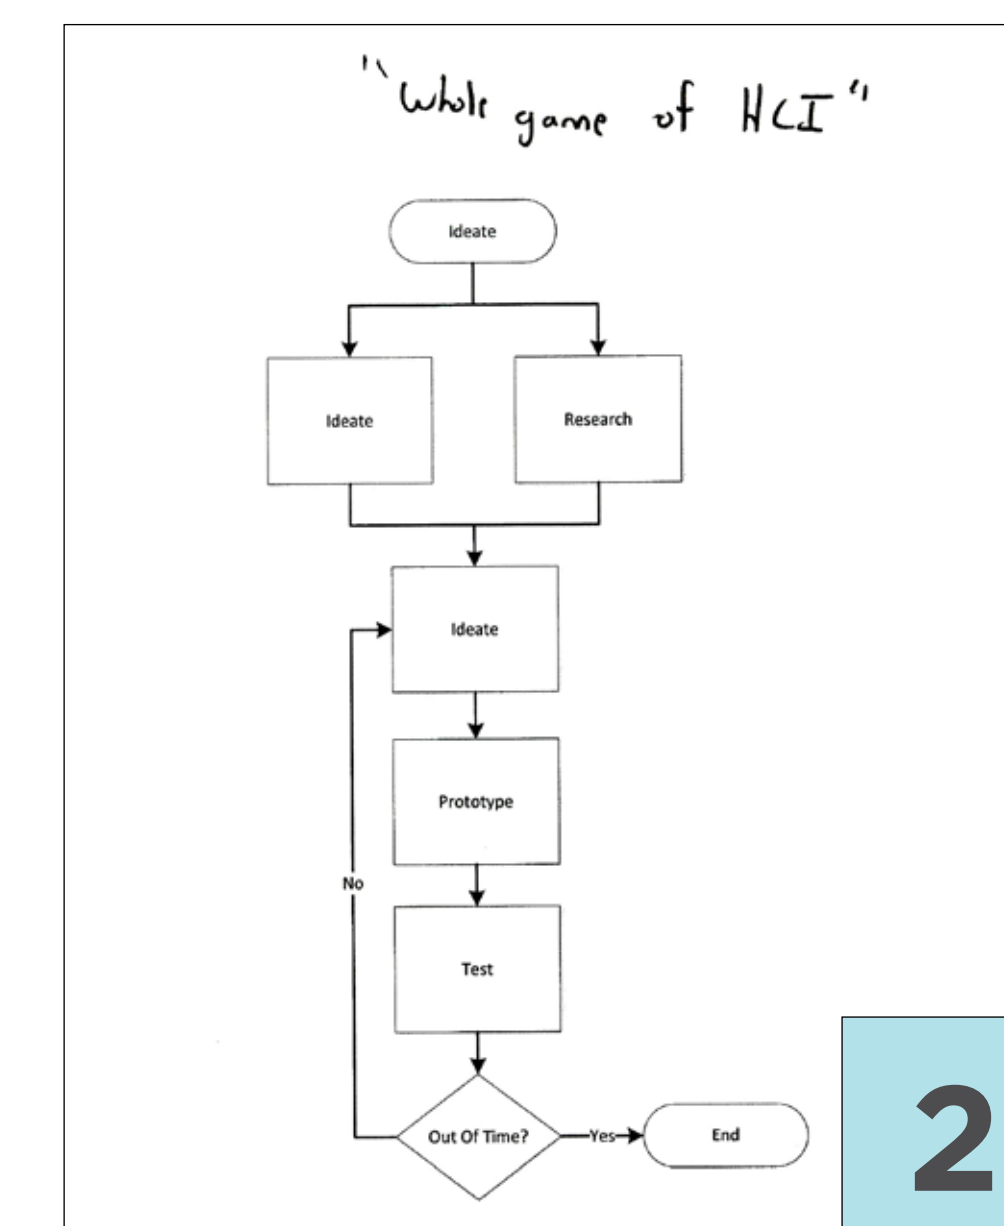 "Whole game of HCI"
Ideate
Ideate
Research
Ideate
Prototype
No
Test
Out Of Time?
Yes
End
2